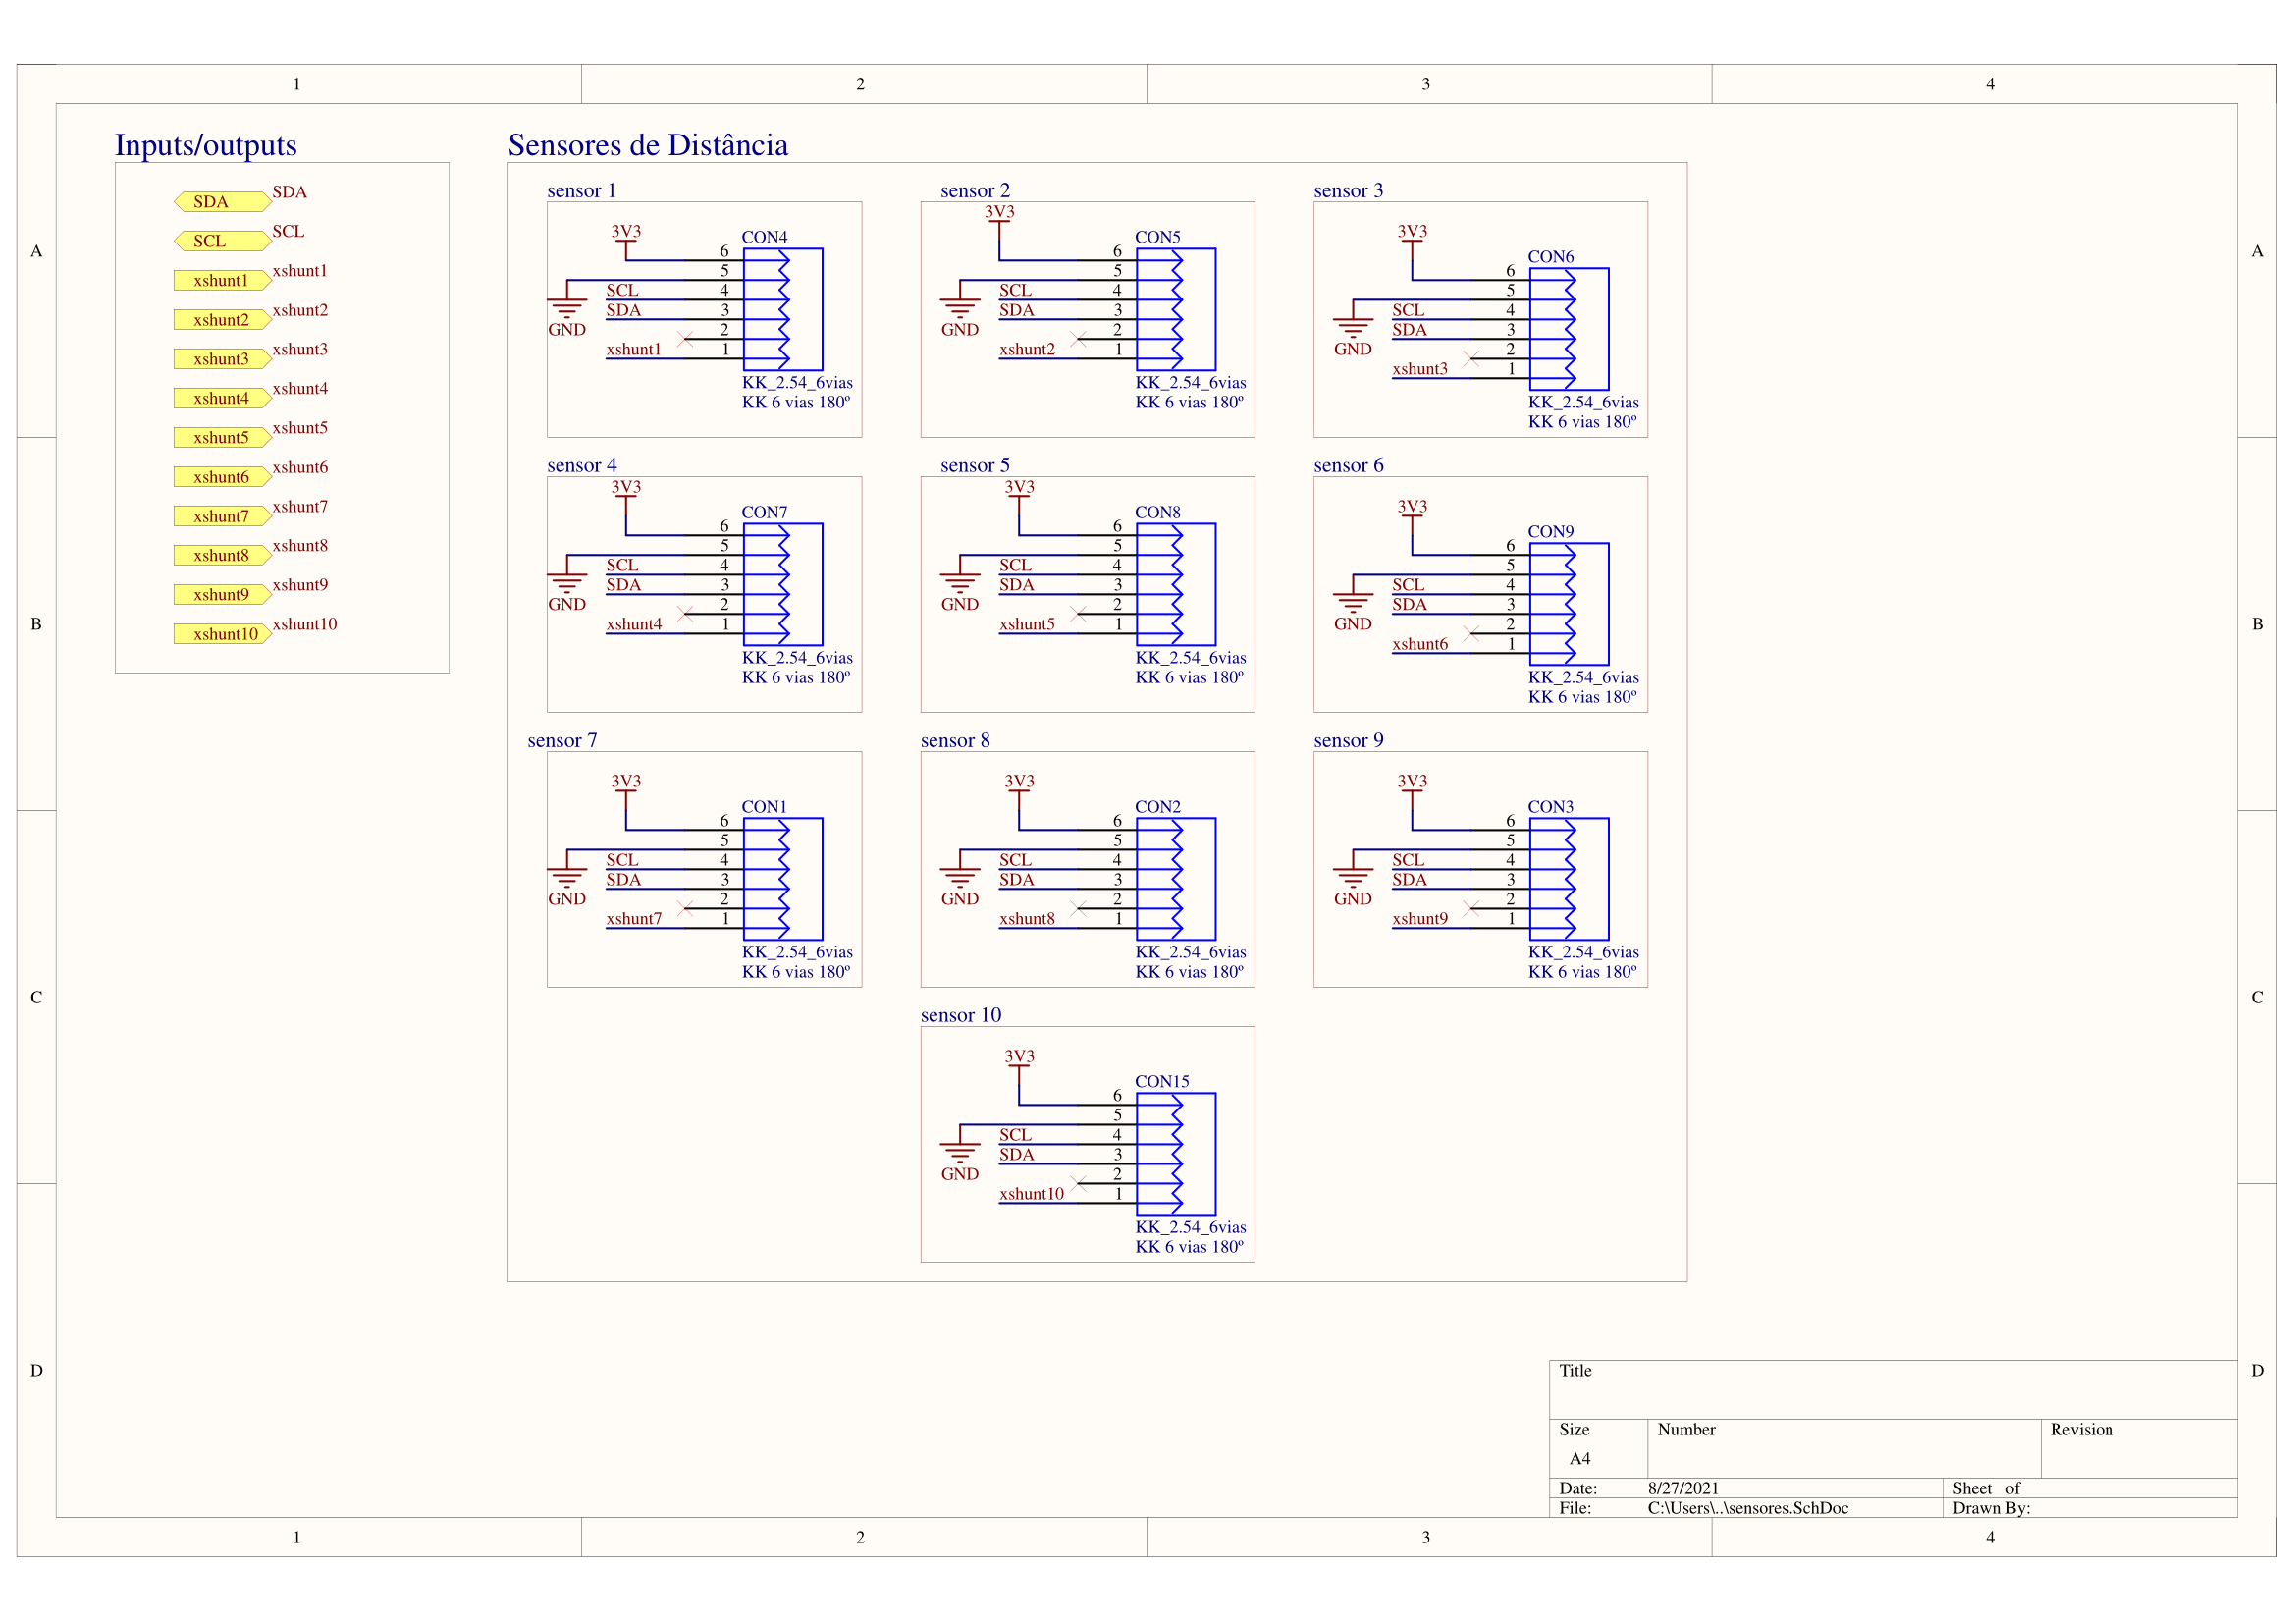 1 2 3 4
A A
B B
C C
D D
Inputs/outputs
SDA SDA
SCL SCL
xshunt1 xshunt1
xshunt2 xshunt2
xshunt3 xshunt3
xshunt4 xshunt4
xshunt5 xshunt5
xshunt6 xshunt6
xshunt7 xshunt7
xshunt8 xshunt8
xshunt9 xshunt9
xshunt10 xshunt10
Sensores de Distância
sensor 1
3V3
CON4
6
5
SCL 4
SDA 3
GND
2
xshunt1 1
KK_2.54_6vias
KK 6 vias 180º
sensor 2
3V3
CON5
6
5
SCL 4
SDA 3
GND
2
xshunt2 1
KK_2.54_6vias
KK 6 vias 180º
sensor 3
3V3
CON6
6
5
SCL 4
SDA 3
GND
2
xshunt3 1
KK_2.54_6vias
KK 6 vias 180º
sensor 4
3V3
CON7
6
5
SCL 4
SDA 3
GND
2
xshunt4 1
KK_2.54_6vias
KK 6 vias 180º
sensor 5
3V3
CON8
6
5
SCL 4
SDA 3
GND
2
xshunt5 1
KK_2.54_6vias
KK 6 vias 180º
sensor 6
3V3
CON9
6
5
SCL 4
SDA 3
GND
2
xshunt6 1
KK_2.54_6vias
KK 6 vias 180º
sensor 7
3V3
CON1
6
5
SCL 4
SDA 3
GND
2
xshunt7 1
KK_2.54_6vias
KK 6 vias 180º
sensor 8
3V3
CON2
6
5
SCL 4
SDA 3
GND
2
xshunt8 1
KK_2.54_6vias
KK 6 vias 180º
sensor 9
3V3
CON3
6
5
SCL 4
SDA 3
GND
2
xshunt9 1
KK_2.54_6vias
KK 6 vias 180º
sensor 10
3V3
CON15
6
5
SCL 4
SDA 3
GND
2
xshunt10 1
KK_2.54_6vias
KK 6 vias 180º
Title
Size Number Revision
A4
Date: 8/27/2021 Sheet of
File: C:\Users\..\sensores.SchDoc Drawn By:
1 2 3 4